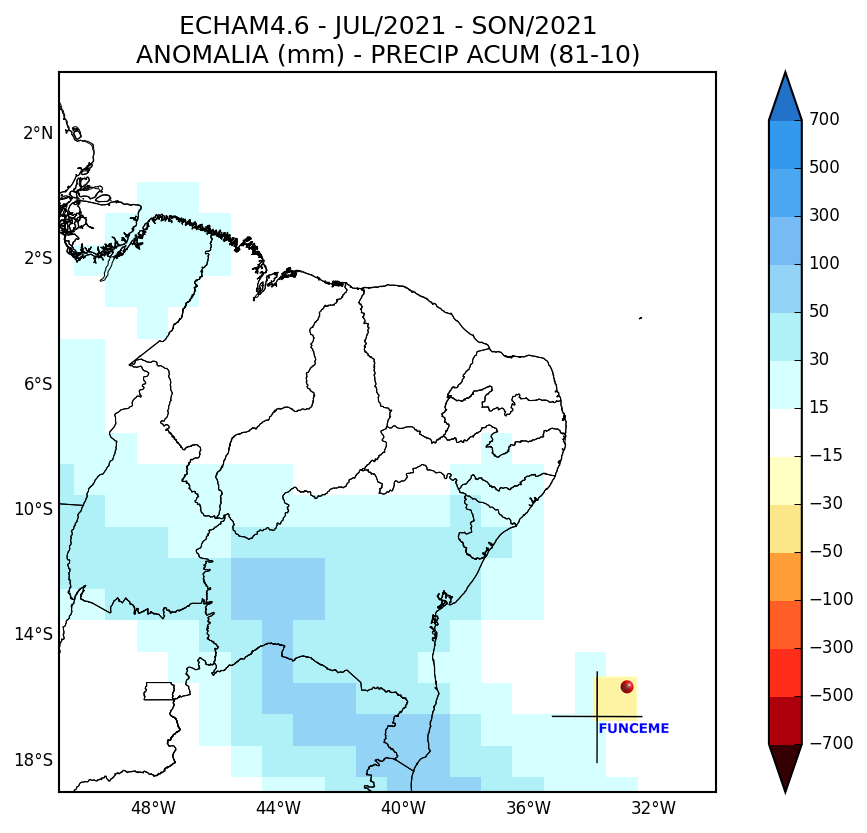 ECHAM4.6 - JUL/2021 - SON/2021
ANOMALIA (mm) - PRECIP ACUM (81-10)
2°N
2°S
6°S
10°S
14°S
18°S
48°W 44°W 40°W 36°W 32°W
700
500
300
100
50
30
15
−15
−30
−50
−100
−300
−500
−700
FUNCEME